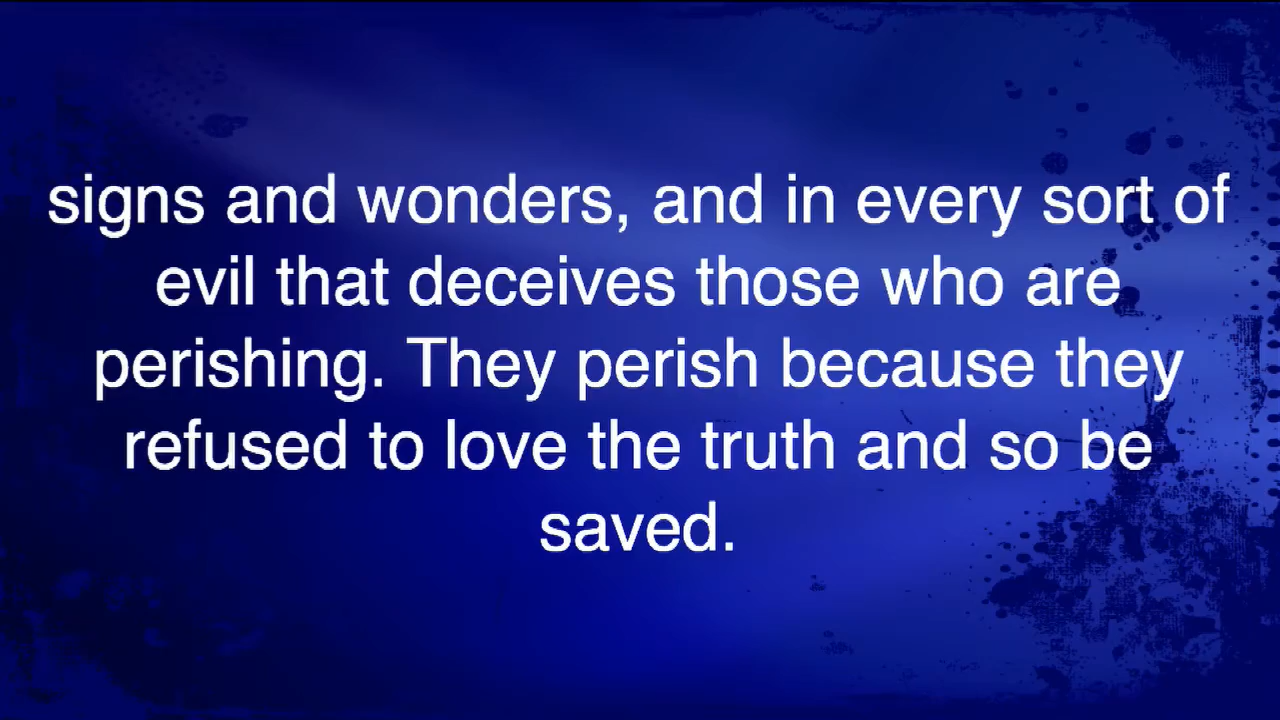 signs and wonders, and in every sort of
evil that deceives those who are
perishing. They perish because they
refused to love the truth and so be
saved.